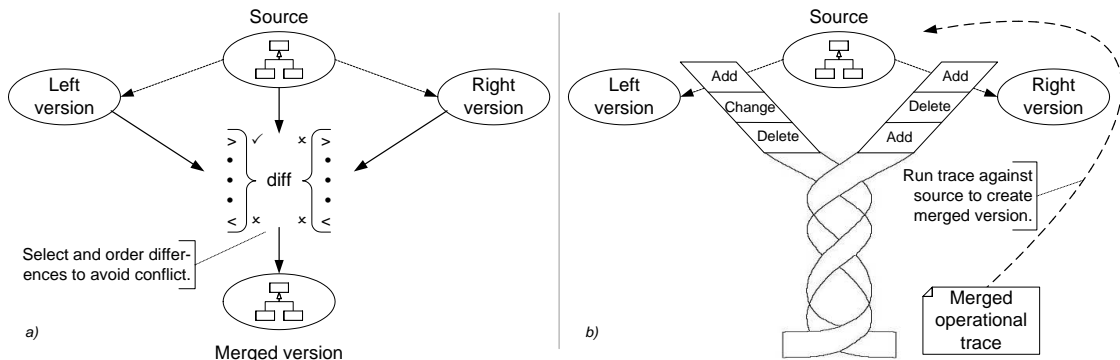 Source
Left
version
Right
version
> ✓ × >
diff
< × × <
Select and order differ-
ences to avoid conflict.
a)
Merged version
Source
Left
version
Right
version
Add
Change
Delete
Add
Delete
Add
Run trace against
source to create
merged version.
Merged
operational
trace
b)